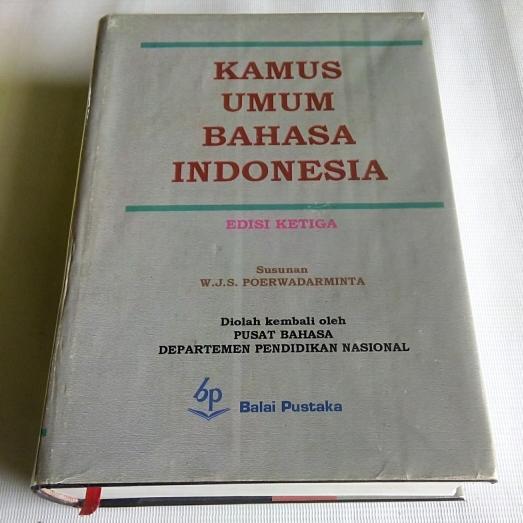 KAMUS
UMUM
BAHASA
INDONESIA
EDISI KETIGA
Susunan
W.J.S. POERWADARMINTA
Diolah kembali oleh
PUSAT BAHASA
DEPARTEMEN PENDIDIKAN NASIONAL
bp Balai Pustaka